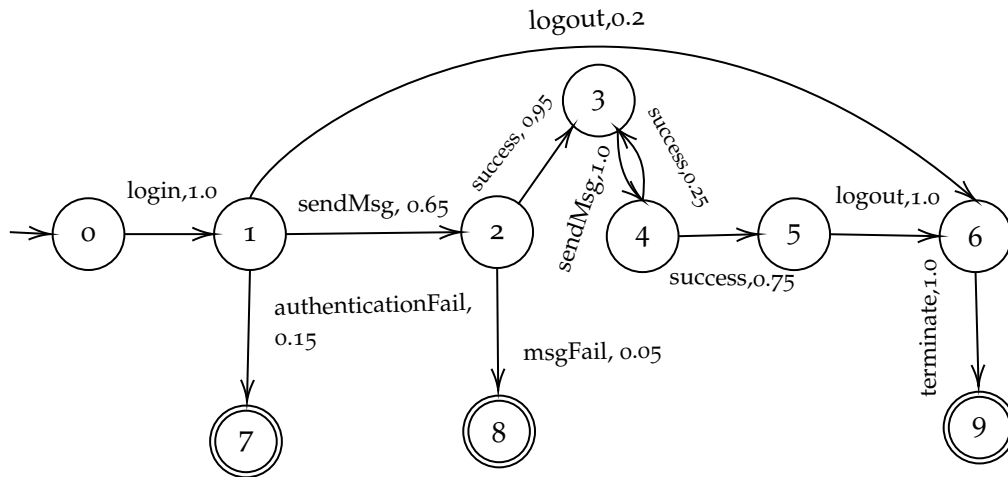 logout,0.2
3
success, 0,95
success,0.25
sendMsg,1.0
login,1.0
sendMsg, 0.65
logout,1.0
0
1
2
4
5
6
success,0.75
authenticationFail,
0.15
msgFail, 0.05
terminate,1.0
7
8
9